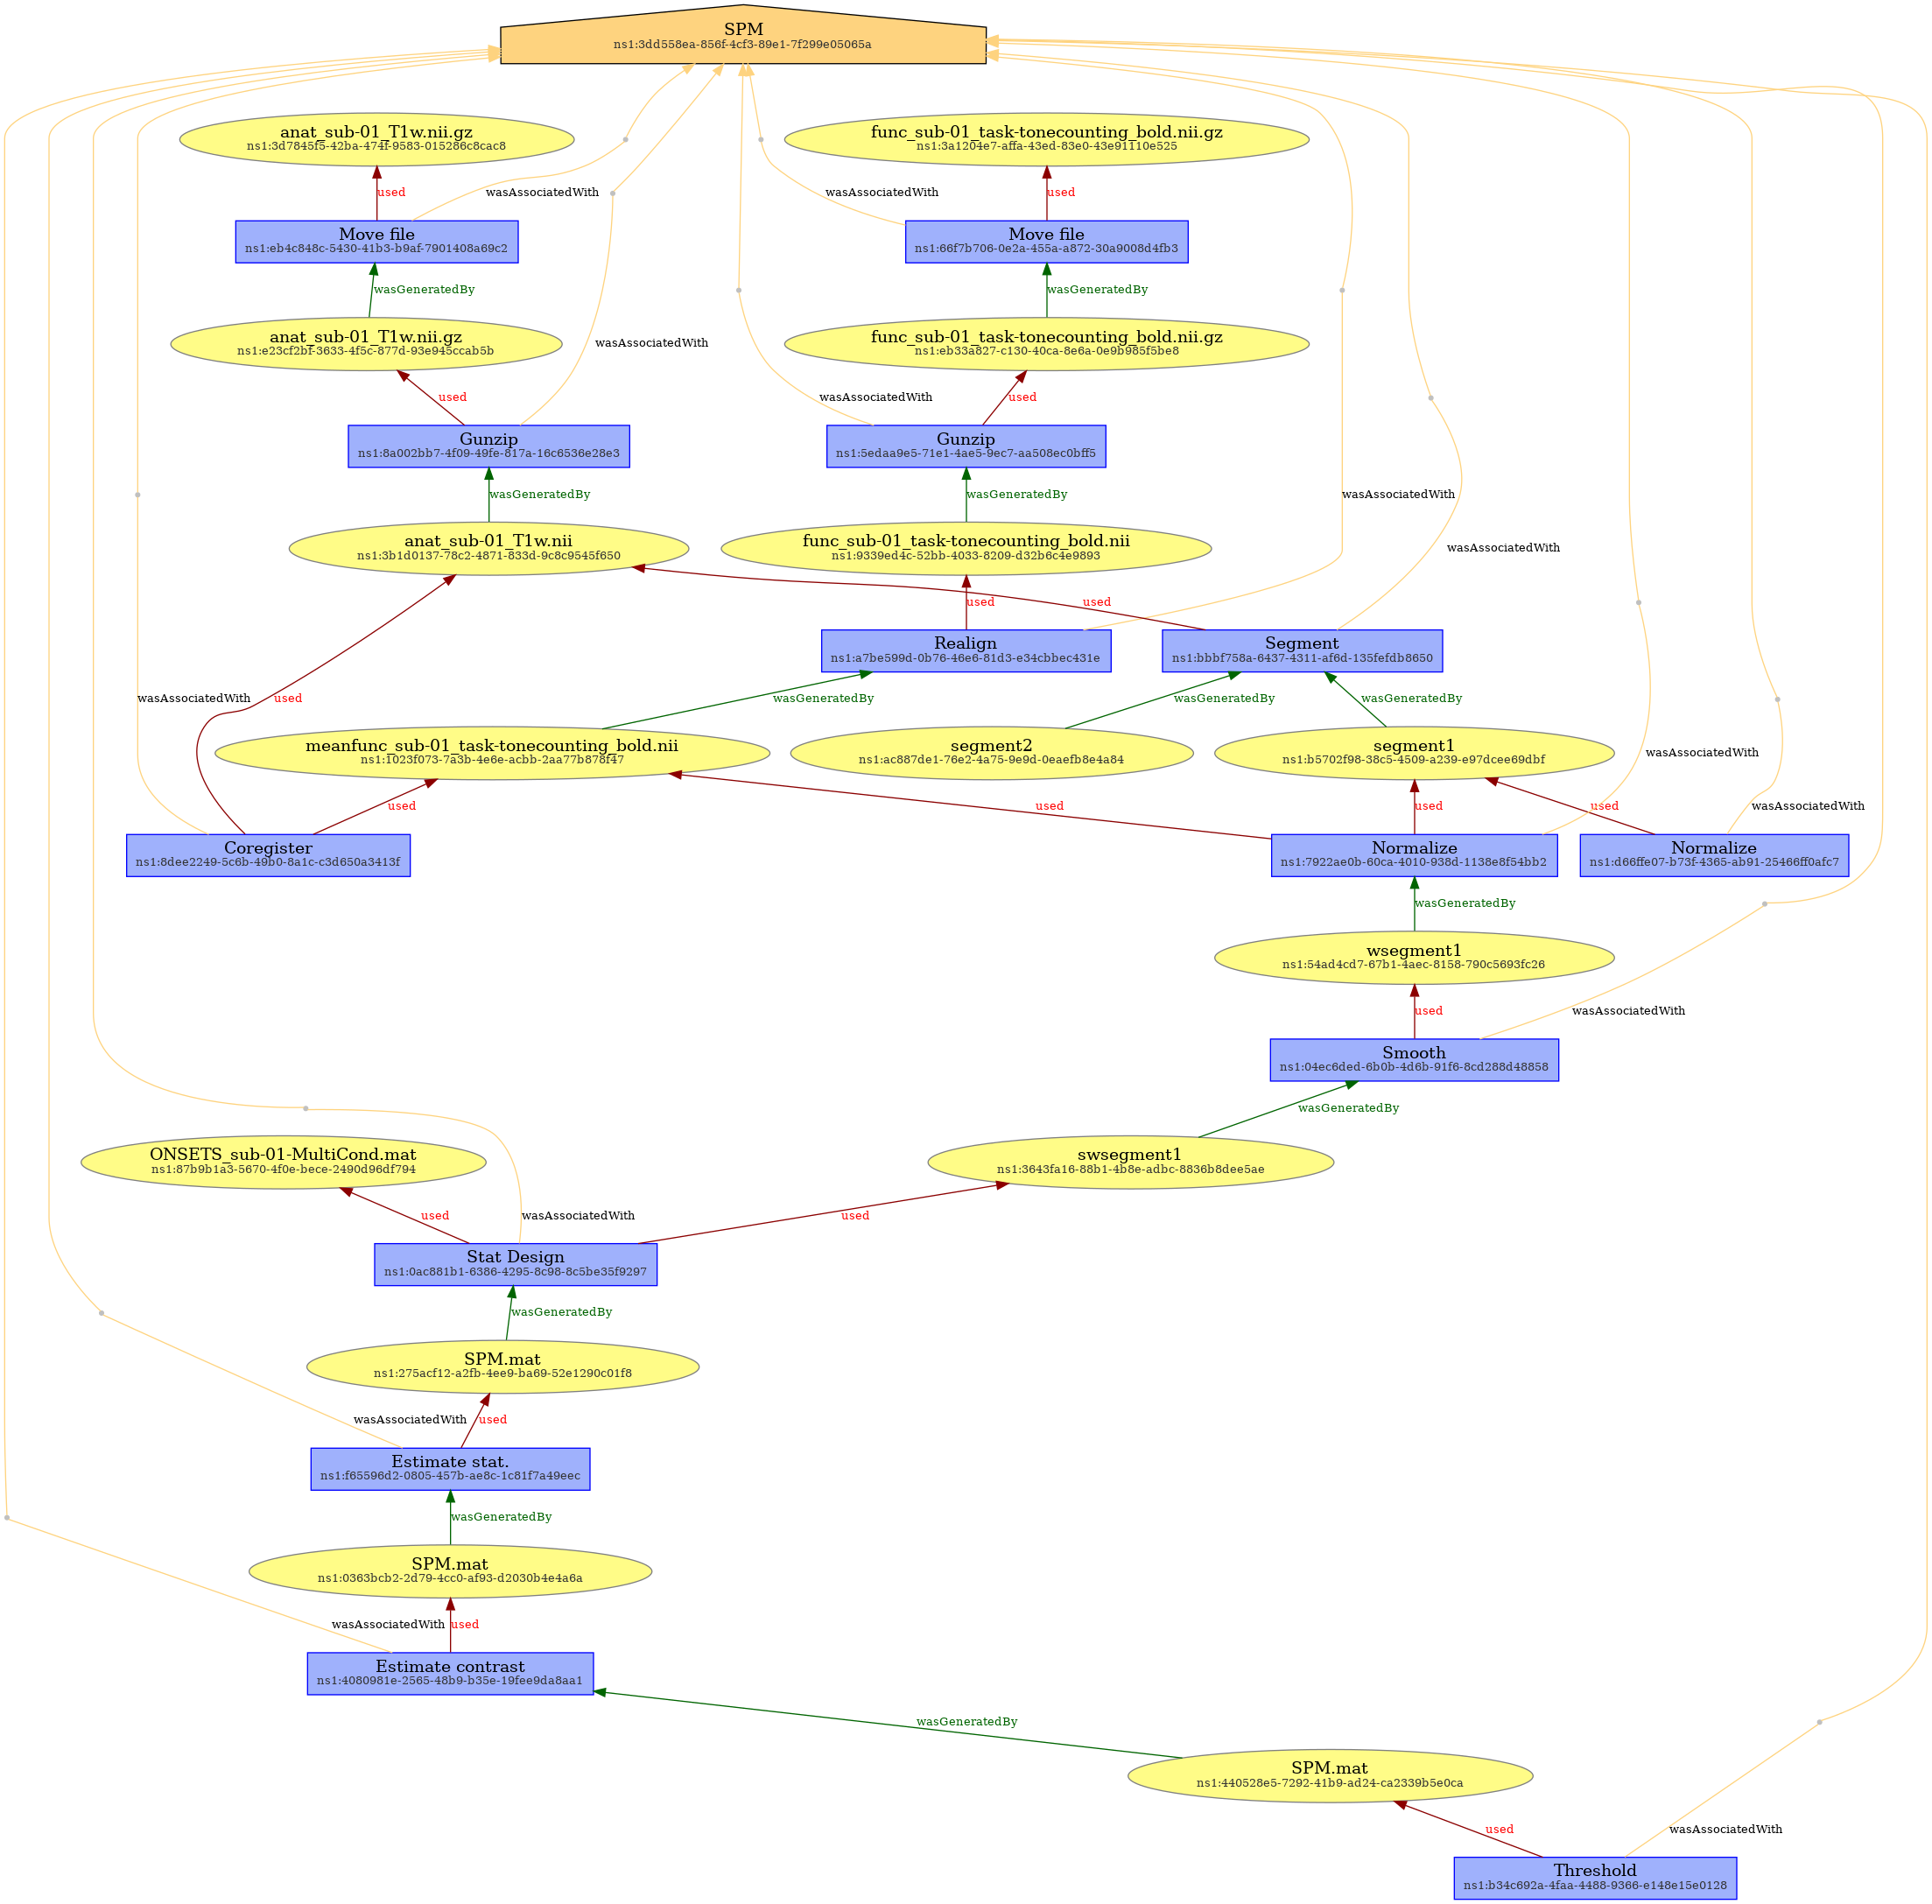 SPM
ns1:3dd558ea-856f-4cf3-89e1-7f299e05065a
anat_sub-01_T1w.nii.gz
ns1:3d7845f5-42ba-474f-9583-015286c8cac8
func_sub-01_task-tonecounting_bold.nii.gz
ns1:3a1204e7-affa-43ed-83e0-43e91110e525
used
wasAssociatedWith
wasAssociatedWith
used
Move file
ns1:eb4c848c-5430-41b3-b9af-7901408a69c2
Move file
ns1:66f7b706-0e2a-455a-a872-30a9008d4fb3
wasGeneratedBy
wasGeneratedBy
anat_sub-01_T1w.nii.gz
ns1:e23cf2bf-3633-4f5c-877d-93e945ccab5b
wasAssociatedWith
func_sub-01_task-tonecounting_bold.nii.gz
ns1:eb33a827-c130-40ca-8e6a-0e9b985f5be8
used
wasAssociatedWith
used
Gunzip
ns1:8a002bb7-4f09-49fe-817a-16c6536e28e3
Gunzip
ns1:5edaa9e5-71e1-4ae5-9ec7-aa508ec0bff5
wasGeneratedBy
wasGeneratedBy
wasAssociatedWith
anat_sub-01_T1w.nii
ns1:3b1d0137-78c2-4871-833d-9c8c9545f650
func_sub-01_task-tonecounting_bold.nii
ns1:9339ed4c-52bb-4033-8209-d32b6c4e9893
wasAssociatedWith
used
used
Realign
ns1:a7be599d-0b76-46e6-81d3-e34cbbec431e
Segment
ns1:bbbf758a-6437-4311-af6d-135fefdb8650
wasAssociatedWith
used
wasGeneratedBy
wasGeneratedBy
wasGeneratedBy
meanfunc_sub-01_task-tonecounting_bold.nii
ns1:1023f073-7a3b-4e6e-acbb-2aa77b878f47
segment2
ns1:ac887de1-76e2-4a75-9e9d-0eaefb8e4a84
segment1
ns1:b5702f98-38c5-4509-a239-e97dcee69dbf
wasAssociatedWith
used
used
used
used
wasAssociatedWith
Coregister
ns1:8dee2249-5c6b-49b0-8a1c-c3d650a3413f
Normalize
ns1:7922ae0b-60ca-4010-938d-1138e8f54bb2
Normalize
ns1:d66ffe07-b73f-4365-ab91-25466ff0afc7
wasGeneratedBy
wsegment1
ns1:54ad4cd7-67b1-4aec-8158-790c5693fc26
used
wasAssociatedWith
Smooth
ns1:04ec6ded-6b0b-4d6b-91f6-8cd288d48858
wasGeneratedBy
ONSETS_sub-01-MultiCond.mat
ns1:87b9b1a3-5670-4f0e-bece-2490d96df794
swsegment1
ns1:3643fa16-88b1-4b8e-adbc-8836b8dee5ae
used
wasAssociatedWith
used
Stat Design
ns1:0ac881b1-6386-4295-8c98-8c5be35f9297
wasGeneratedBy
SPM.mat
ns1:275acf12-a2fb-4ee9-ba69-52e1290c01f8
wasAssociatedWith
used
Estimate stat.
ns1:f65596d2-0805-457b-ae8c-1c81f7a49eec
wasGeneratedBy
SPM.mat
ns1:0363bcb2-2d79-4cc0-af93-d2030b4e4a6a
wasAssociatedWith
used
Estimate contrast
ns1:4080981e-2565-48b9-b35e-19fee9da8aa1
wasGeneratedBy
SPM.mat
ns1:440528e5-7292-41b9-ad24-ca2339b5e0ca
used
wasAssociatedWith
Threshold
ns1:b34c692a-4faa-4488-9366-e148e15e0128